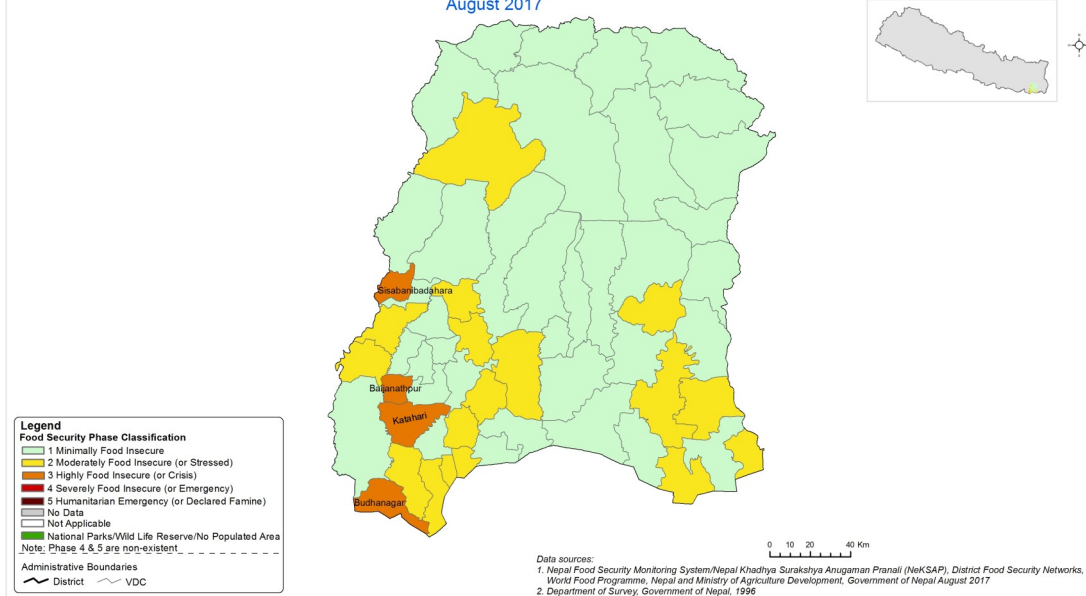 August 2017
Sisabanibadahara
Baijanathpur
Katahari
Budhanagar
Legend
Food Security Phase Classification
1 Minimally Food Insecure
2 Moderately Food Insecure (or Stressed)
3 Highly Food Insecure (or Crisis)
4 Severely Food Insecure (or Emergency)
5 Humanitarian Emergency (or Declared Famine)
No Data
Not Applicable
National Parks/Wild Life Reserve/No Populated Area
Note: Phase 4 & 5 are non-existent
Administrative Boundaries
District VDC
0 10 20 40 Km
Data sources:
1. Nepal Food Security Monitoring System/Nepal Khadhya Surakshya Anugaman Pranali (NeKSAP), District Food Security Networks,
World Food Programme, Nepal and Ministry of Agriculture Development, Government of Nepal August 2017
2. Department of Survey, Government of Nepal, 1996